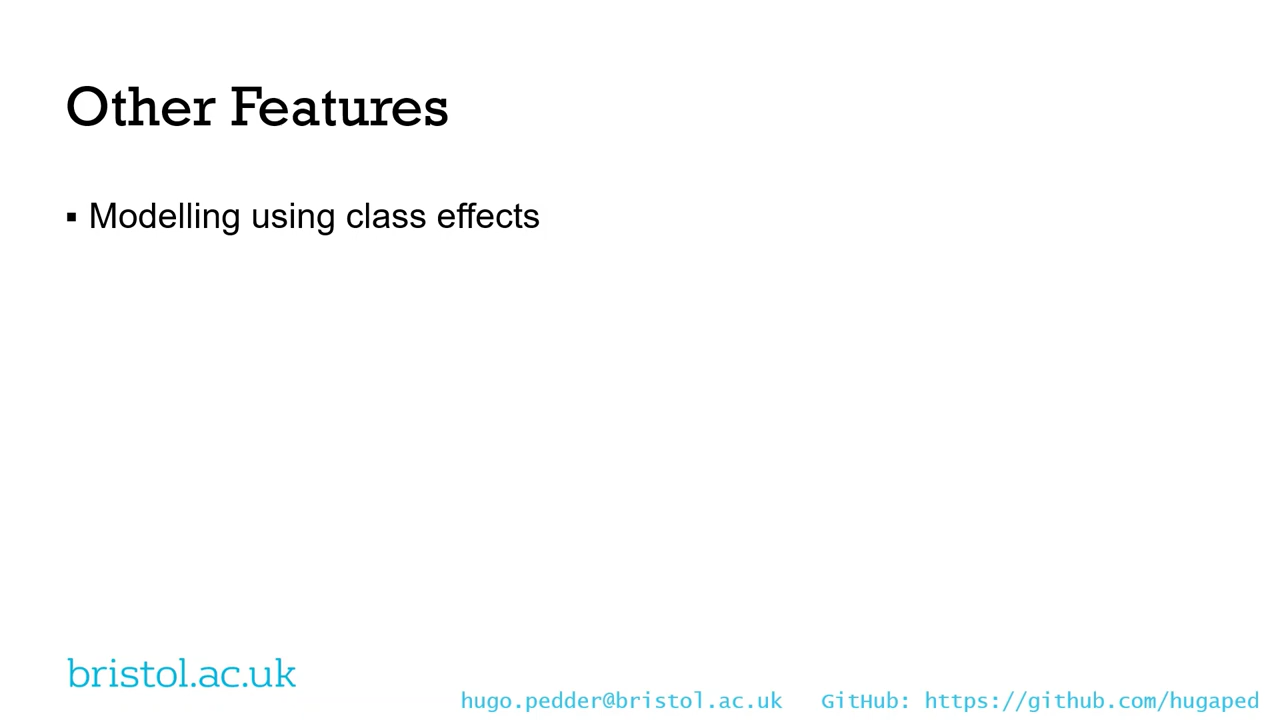 Other Features
▪ Modelling using class effects
bristol.ac.uk
hugo.pedder@bristol.ac.uk GitHub: https://github.com/hugaped